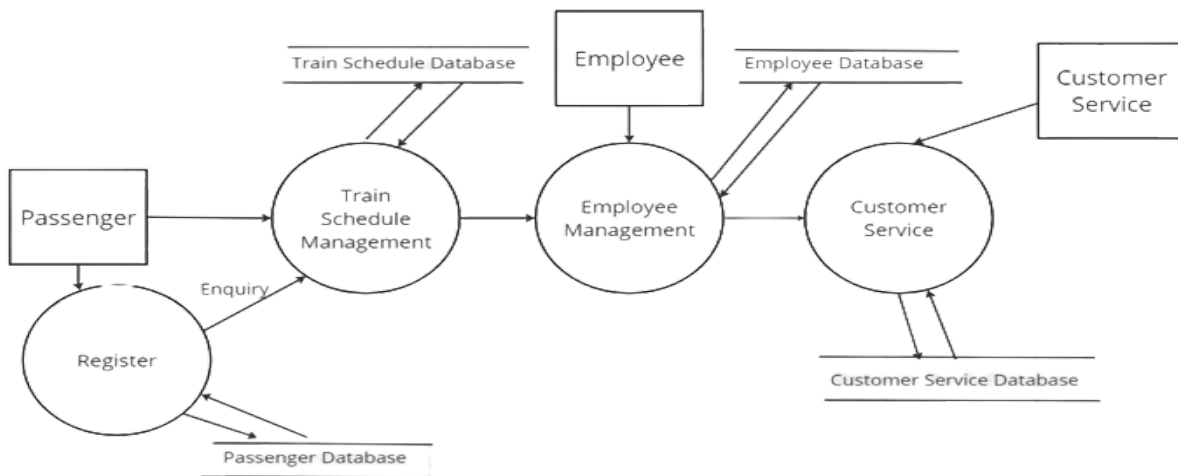 Train Schedule Database
Employee
Employee Database
Customer
Service
Passenger
Train
Schedule
Management
Employee
Management
Customer
Service
Enquiry
Register
Customer Service Database
Passenger Database